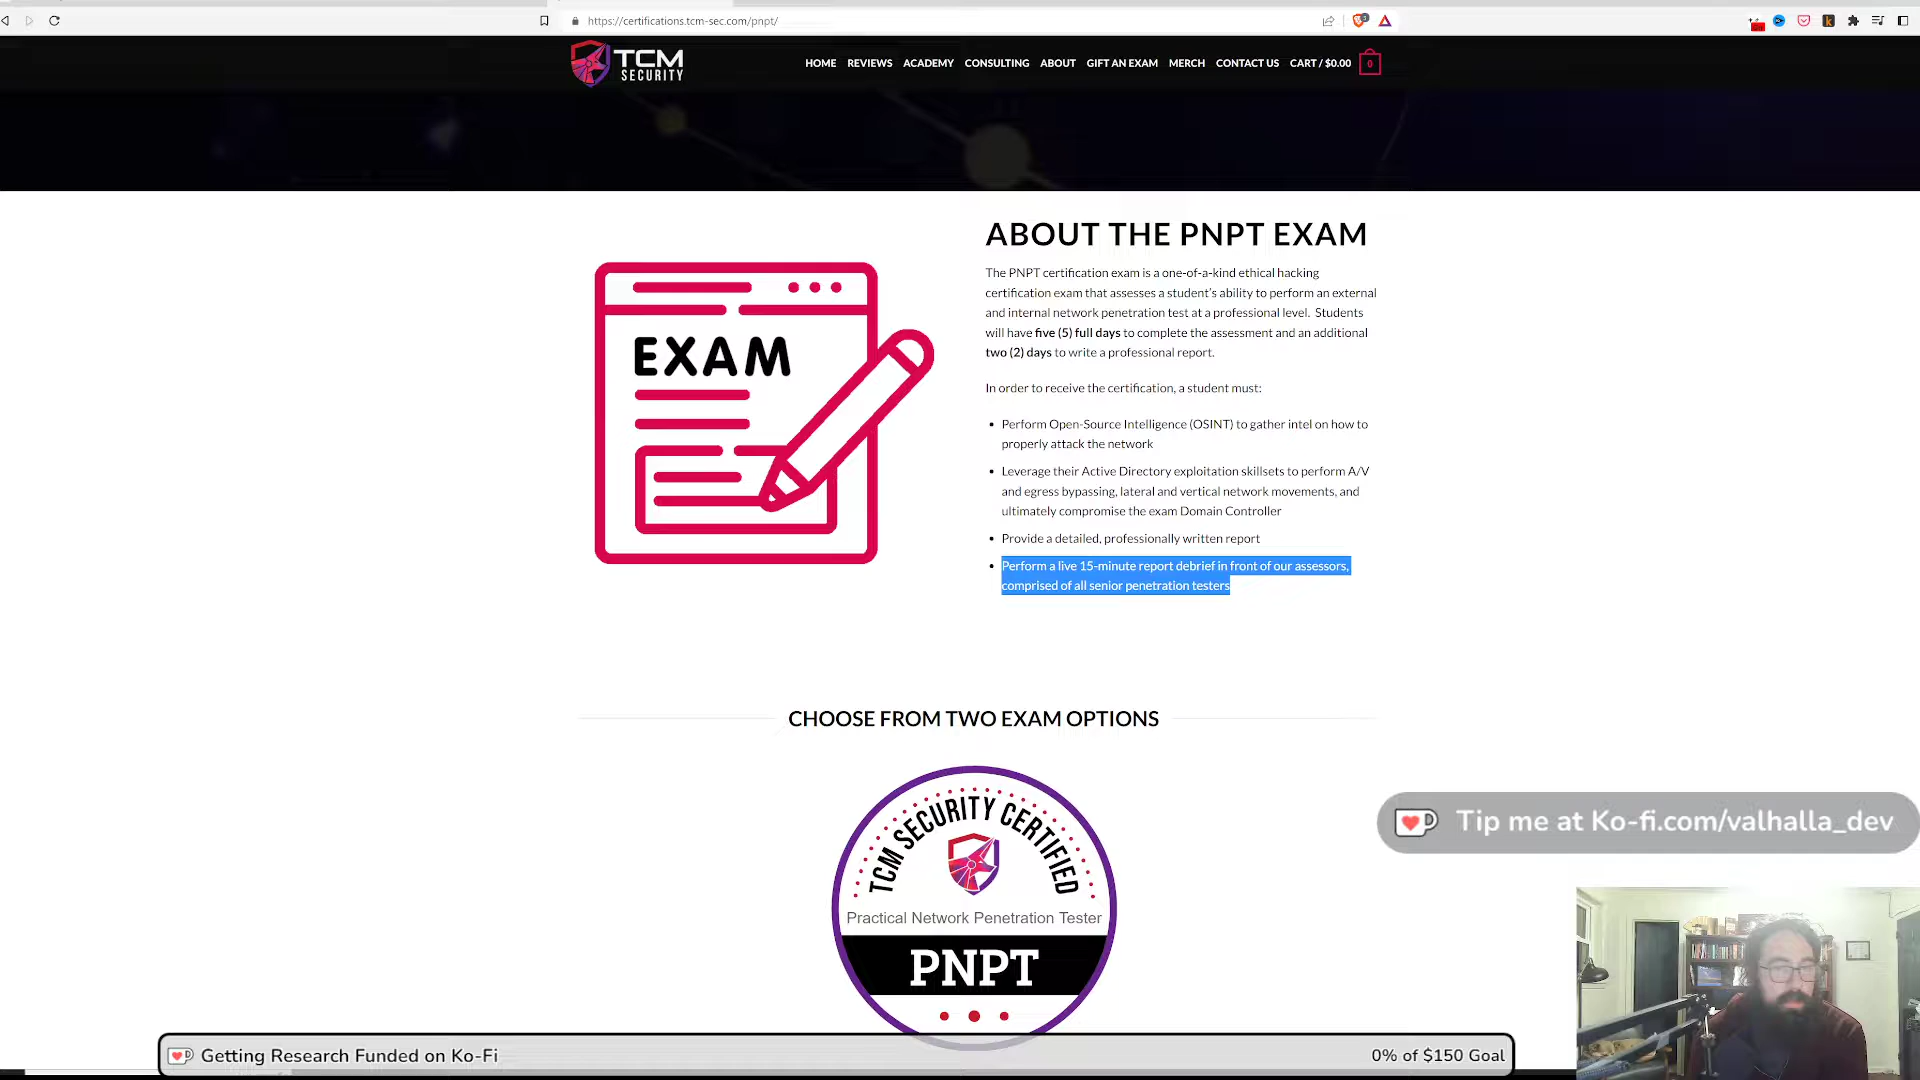 https://certifications.tcm-sec.com/pnpt/
TCM
SECURITY
HOME REVIEWS ACADEMY CONSULTING ABOUT GIFT AN EXAM MERCH CONTACT US CART / $0.00 0
ABOUT THE PNPT EXAM
The PNPT certification exam is a one-of-a-kind ethical hacking
certification exam that assesses a student's ability to perform an external
and internal network penetration test at a professional level. Students
will have five (5) full days to complete the assessment and an additional
two (2) days to write a professional report.
In order to receive the certification, a student must:
Perform Open-Source Intelligence (OSINT) to gather intel on how to
properly attack the network
Leverage their Active Directory exploitation skillsets to perform A/V
and egress bypassing, lateral and vertical network movements, and
ultimately compromise the exam Domain Controller
Provide a detailed, professionally written report
Perform a live 15-minute report debrief in front of our assessors,
comprised of all senior penetration testers
EXAM
CHOOSE FROM TWO EXAM OPTIONS
TCM SECURITY CERTIFIED
Practical Network Penetration Tester
PNPT
Tip me at Ko-fi.com/valhalla_dev
Getting Research Funded on Ko-Fi
0% of $150 Goal